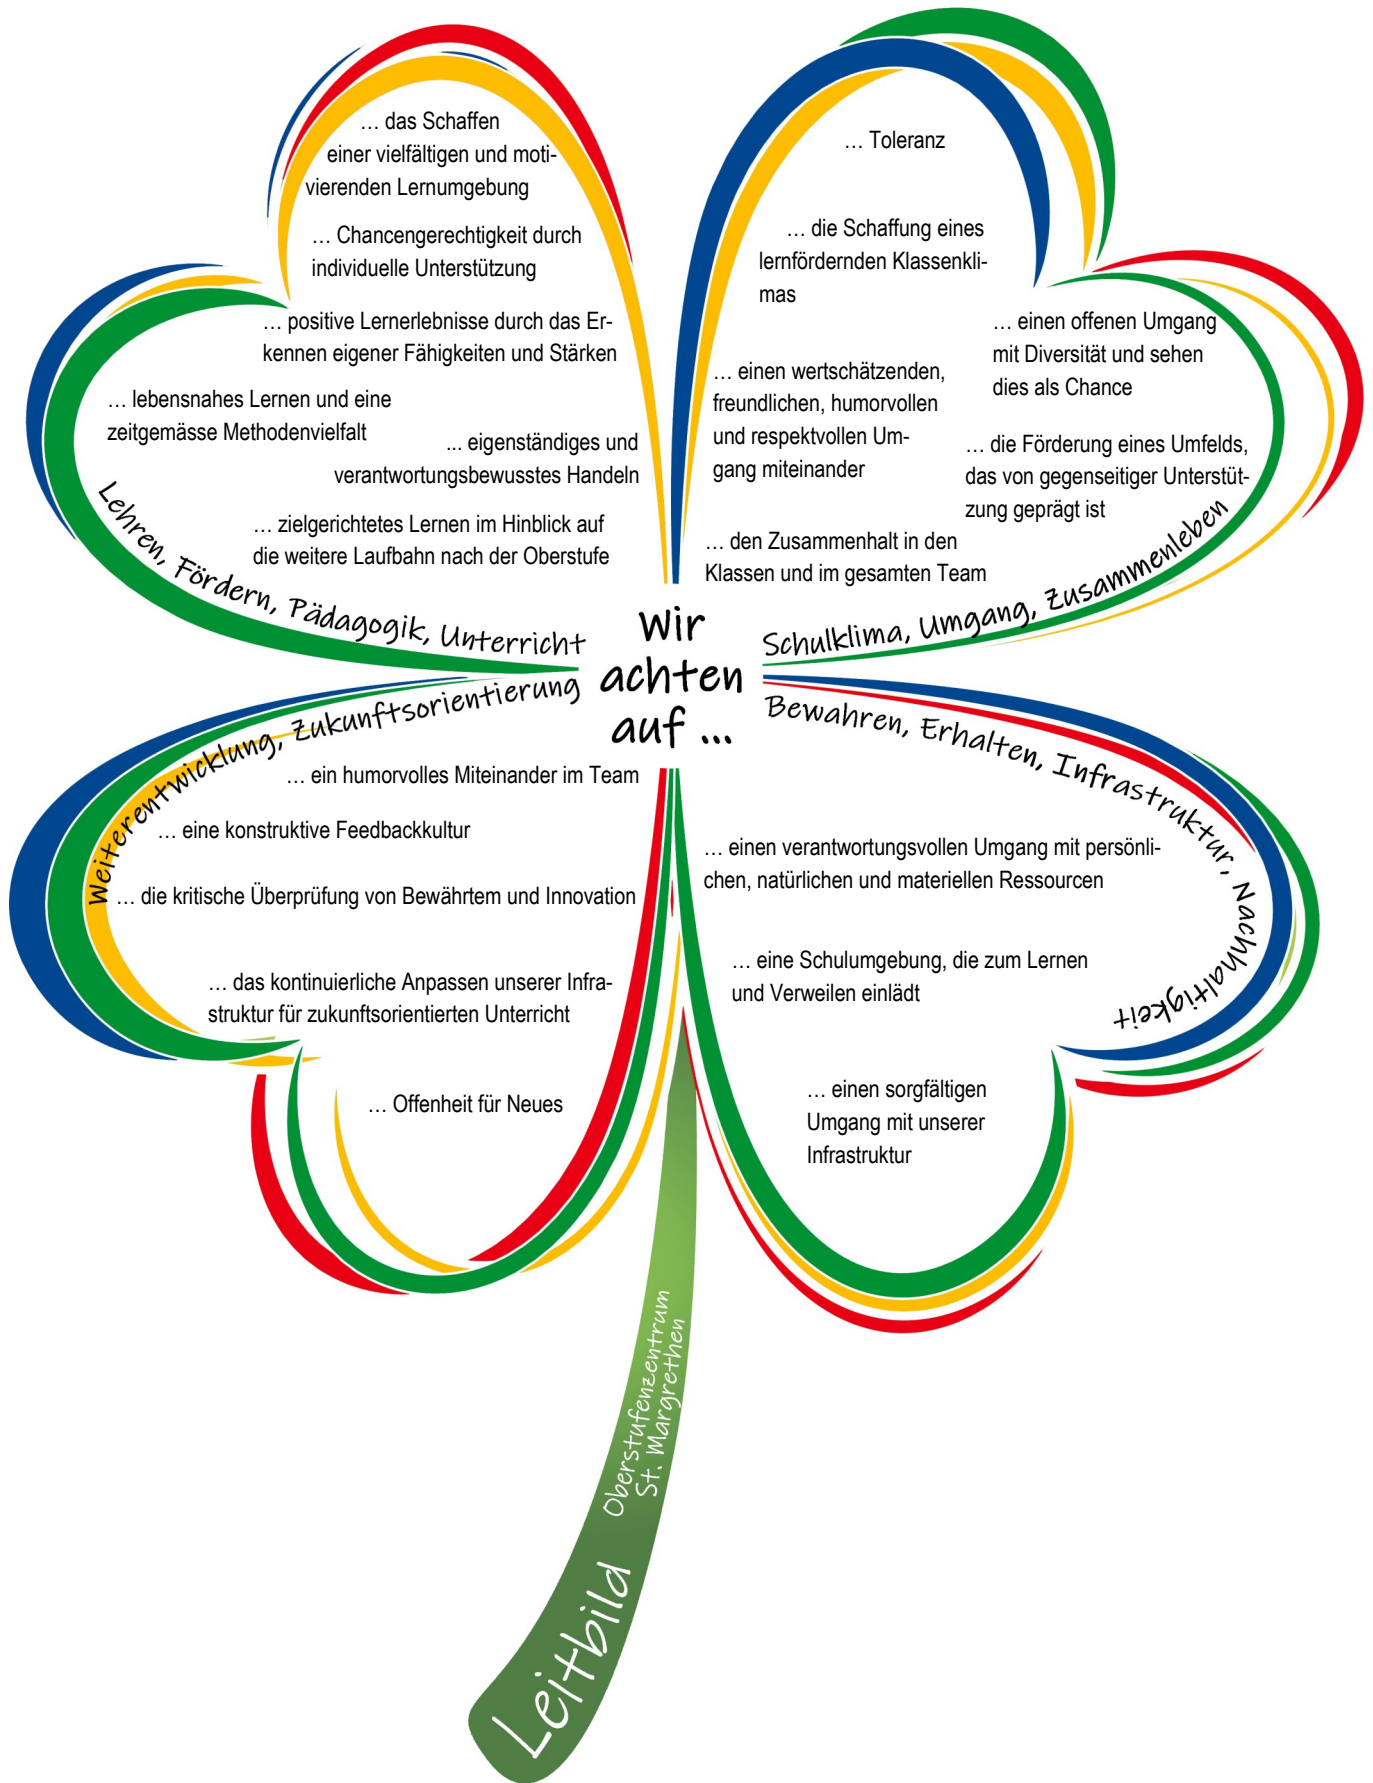 … das Schaffen
einer vielfältigen und moti-
vierenden Lernumgebung
… Chancengerechtigkeit durch
individuelle Unterstützung
… positive Lernerlebnisse durch das Er-
kennen eigener Fähigkeiten und Stärken
… lebensnahes Lernen und eine
zeitgemässe Methodenvielfalt
... eigenständiges und
verantwortungsbewusstes Handeln
… zielgerichtetes Lernen im Hinblick auf
die weitere Laufbahn nach der Oberstufe
Lehren, Fördern, Pädagogik, Unterricht
… Toleranz
… die Schaffung eines
lernfördernden Klassenkli-
mas
… einen offenen Umgang
mit Diversität und sehen
dies als Chance
… einen wertschätzenden,
freundlichen, humorvollen
und respektvollen Um-
gang miteinander
… die Förderung eines Umfelds,
das von gegenseitiger Unterstüt-
zung geprägt ist
… den Zusammenhalt in den
Klassen und im gesamten Team
Schulklima, Umgang, Zusammenleben
Wir
achten
auf ...
Weiterentwicklung, Zukunftsorientierung
… ein humorvolles Miteinander im Team
… eine konstruktive Feedbackkultur
… die kritische Überprüfung von Bewährtem und Innovation
… das kontinuierliche Anpassen unserer Infra-
struktur für zukunftsorientierten Unterricht
… Offenheit für Neues
Bewahren, Erhalten, Infrastruktur, Nachhaltigkeit
… einen verantwortungsvollen Umgang mit persönli-
chen, natürlichen und materiellen Ressourcen
… eine Schulumgebung, die zum Lernen
und Verweilen einlädt
… einen sorgfältigen
Umgang mit unserer
Infrastruktur
Leitbild
Oberstufenzentrum
St. Margrethen